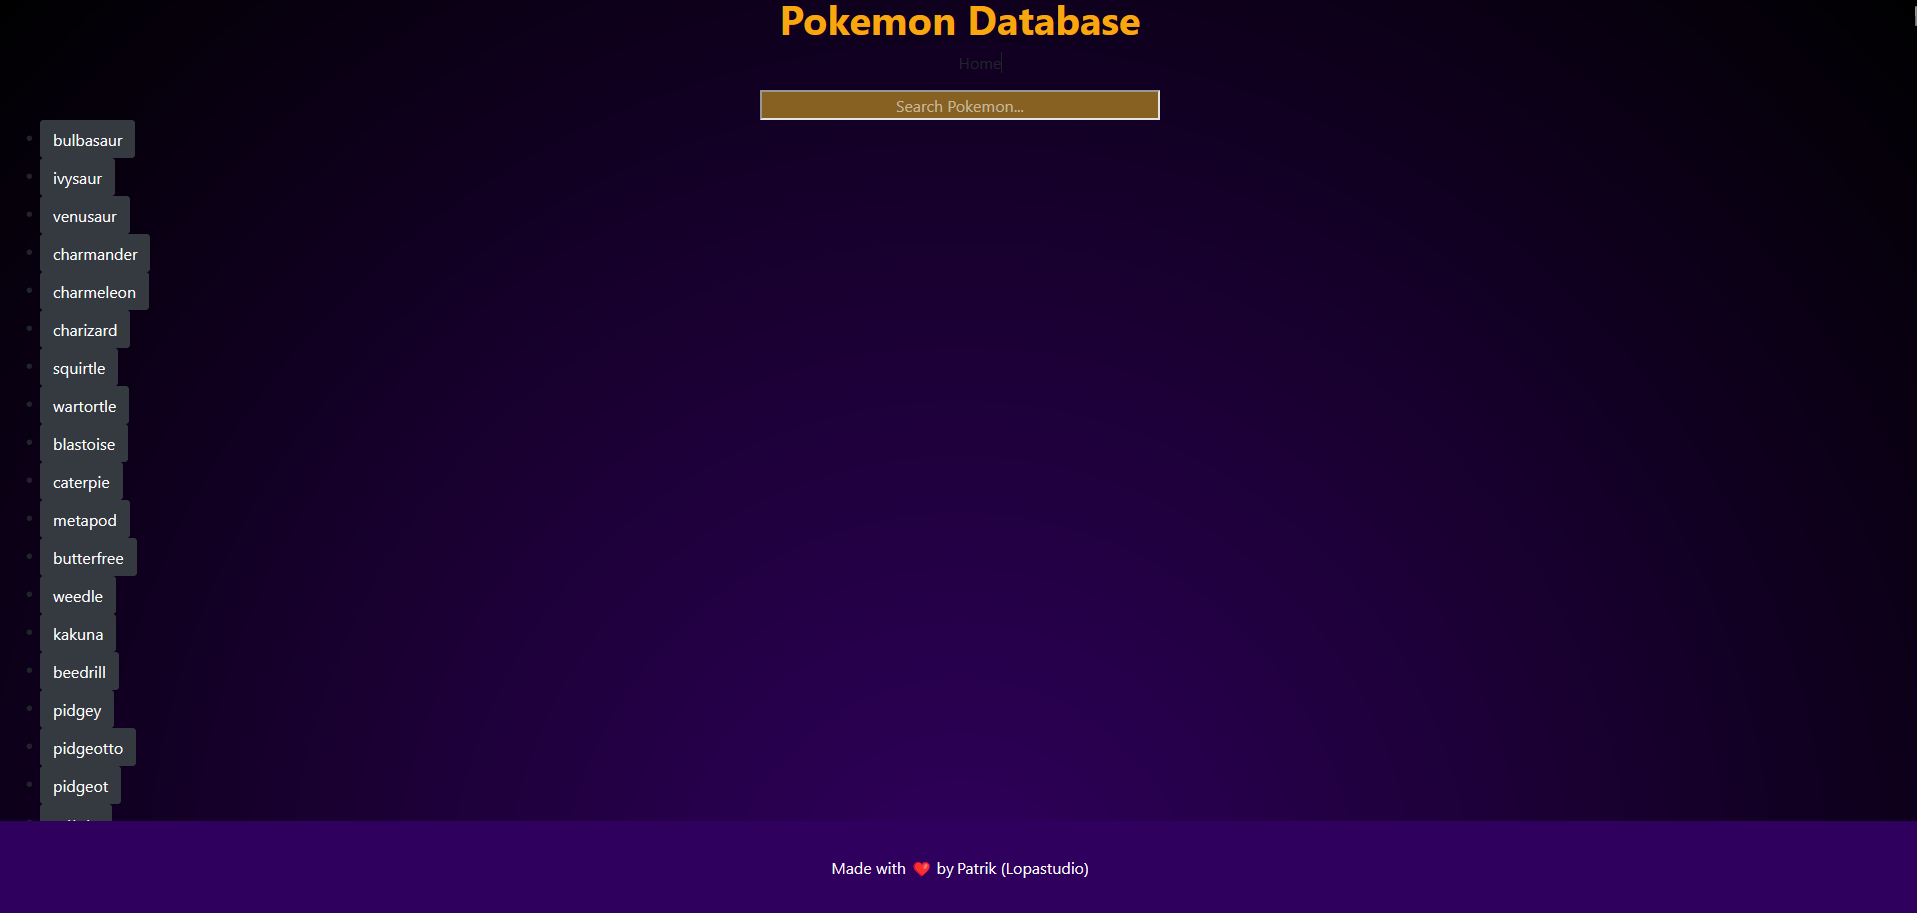 Pokemon Database
Home
Search Pokemon...
bulbasaur
ivysaur
venusaur
charmander
charmeleon
charizard
squirtle
wartortle
blastoise
caterpie
metapod
butterfree
weedle
kakuna
beedrill
pidgey
pidgeotto
pidgeot
Made with ❤️ by Patrik (Lopastudio)